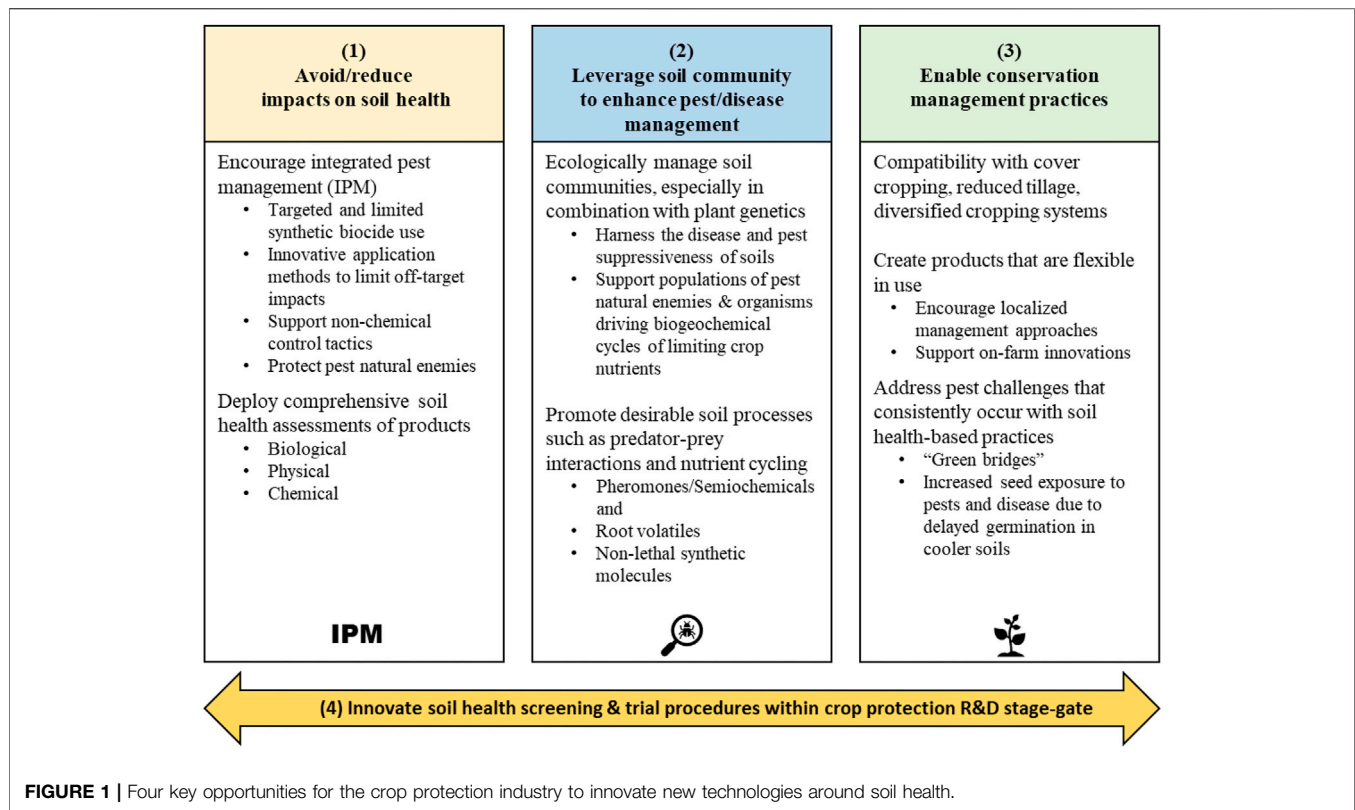 (1)
Avoid/reduce
impacts on soil health
Encourage integrated pest
management (IPM)
• Targeted and limited
synthetic biocide use
• Innovative application
methods to limit off-target
impacts
• Support non-chemical
control tactics
• Protect pest natural enemies
Deploy comprehensive soil
health assessments of products
• Biological
• Physical
• Chemical
IPM
(2)
Leverage soil community
to enhance pest/disease
management
Ecologically manage soil
communities, especially in
combination with plant genetics
• Harness the disease and pest
suppressiveness of soils
• Support populations of pest
natural enemies & organisms
driving biogeochemical
cycles of limiting crop
nutrients
Promote desirable soil processes
such as predator-prey
interactions and nutrient cycling
• Pheromones/Semiochemicals
and
• Root volatiles
• Non-lethal synthetic
molecules
(3)
Enable conservation
management practices
Compatibility with cover
cropping, reduced tillage,
diversified cropping systems
Create products that are flexible
in use
• Encourage localized
management approaches
• Support on-farm innovations
Address pest challenges that
consistently occur with soil
health-based practices
• “Green bridges”
• Increased seed exposure to
pests and disease due to
delayed germination in
cooler soils
(4) Innovate soil health screening & trial procedures within crop protection R&D stage-gate
FIGURE 1 | Four key opportunities for the crop protection industry to innovate new technologies around soil health.